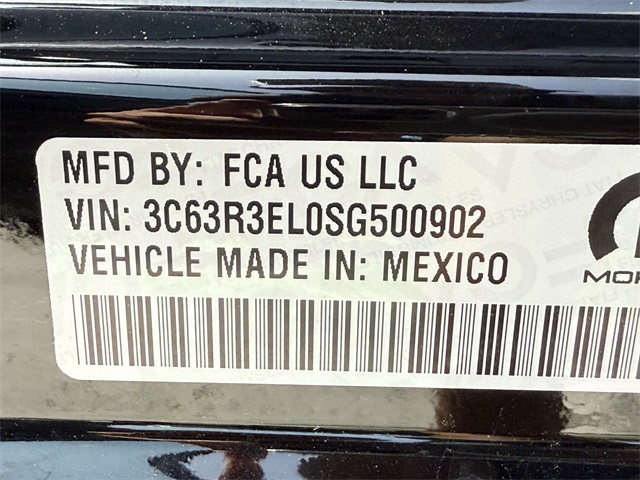 MFD BY: FCA US LLC
VIN: 3C63R3EL0SG500902
VEHICLE MADE IN: MEXICO